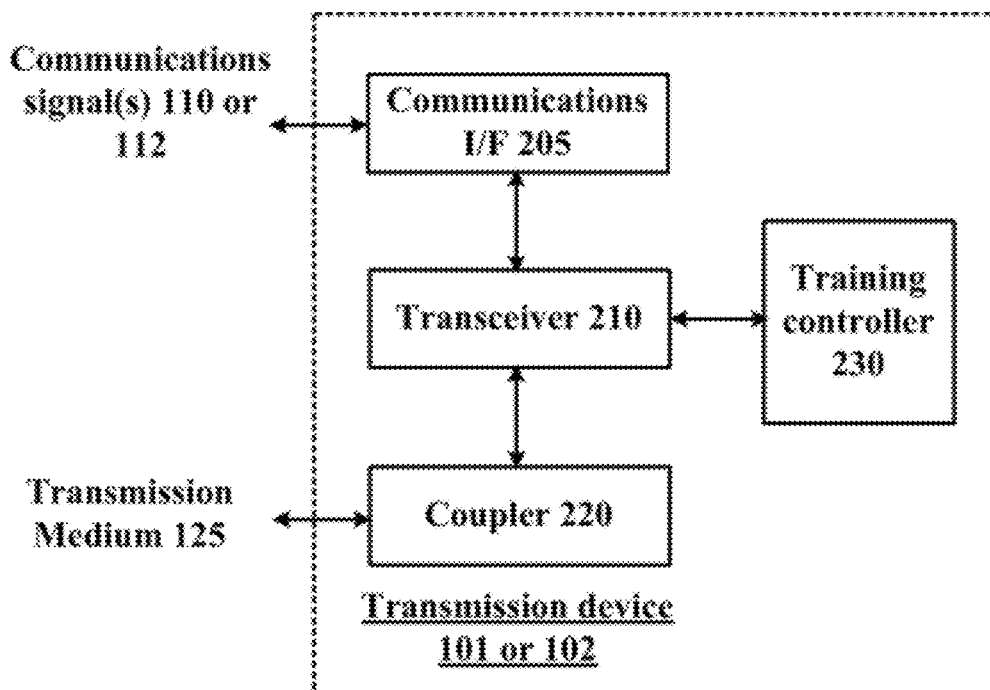 Communications
signal(s) 110 or
112
Communications
I/F 205
Transceiver 210
Training
controller
230
Transmission
Medium 125
Coupler 220
Transmission device
101 or 102